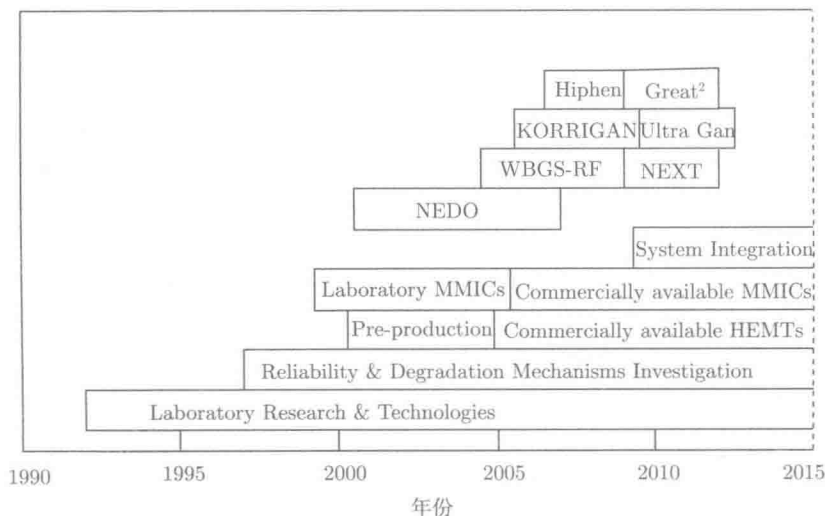 Hiphen Great²
KORRIGAN Ultra Gan
WBGS-RF NEXT
NEDO
System Integration
Laboratory MMICs Commercially available MMICs
Pre-production Commercially available HEMTs
Reliability & Degradation Mechanisms Investigation
Laboratory Research & Technologies
1990 1995 2000 2005 2010 2015
年份